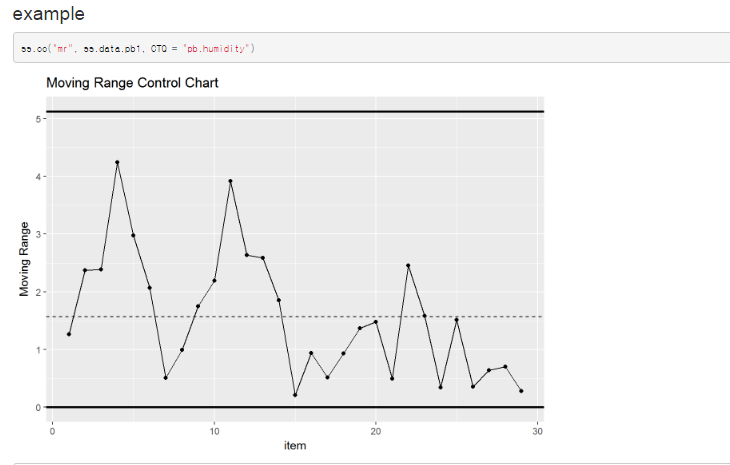 example
ss.cc("mr", ss.data.pb1, CTQ = "pb.humidity")
Moving Range Control Chart
5
4
3
2
1
0
Moving Range
0 10 20 30
item